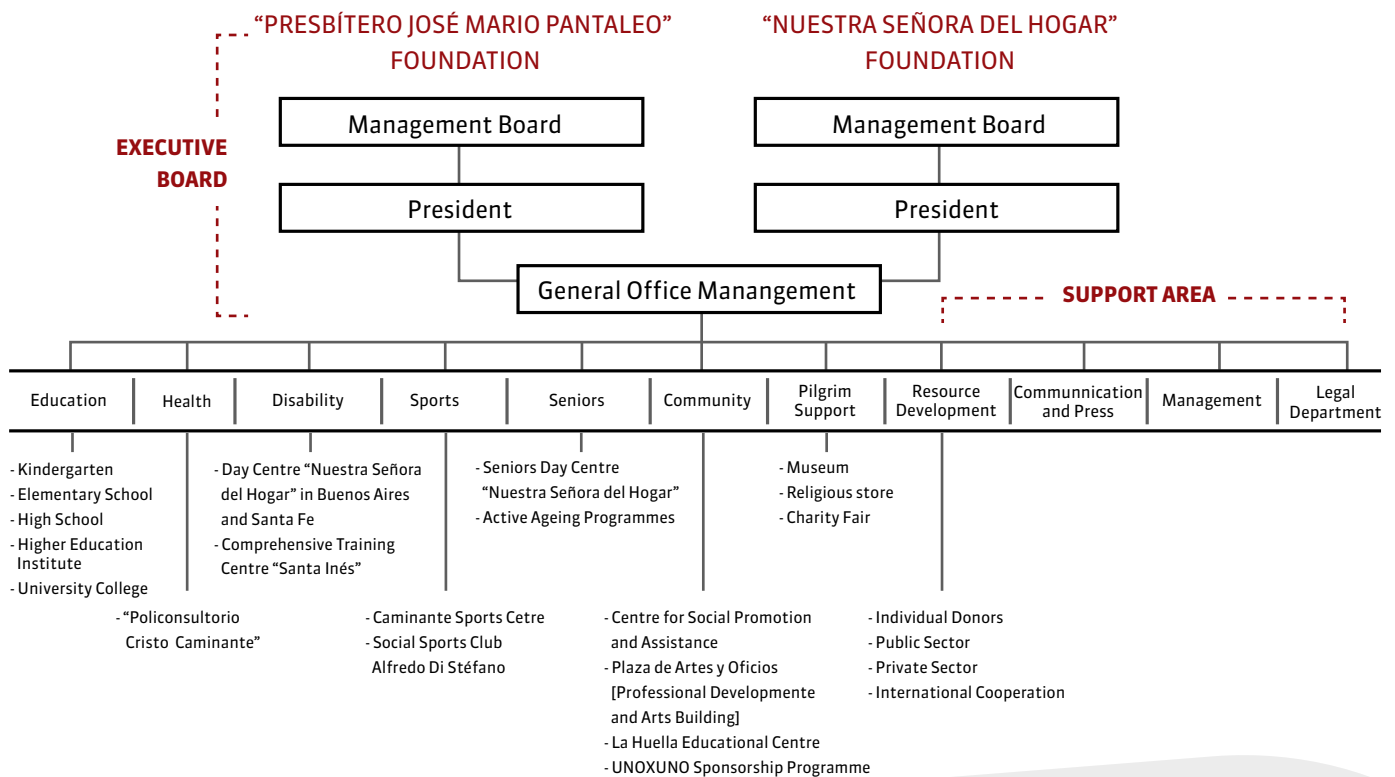 “PRESBÍTERO JOSÉ MARIO PANTALEO”
FOUNDATION
“NUESTRA SEÑORA DEL HOGAR”
FOUNDATION
EXECUTIVE
BOARD
Management Board
Management Board
President
President
General Office Manangement
SUPPORT AREA
Education
Health
Disability
Sports
Seniors
Community
Pilgrim
Support
Resource
Development
Communnication
and Press
Management
Legal
Department
- Kindergarten
- Elementary School
- High School
- Higher Education
Institute
- University College
- “Policonsultorio
Cristo Caminante”
- Day Centre “Nuestra Señora
del Hogar” in Buenos Aires
and Santa Fe
- Comprehensive Training
Centre “Santa Inés”
- Caminante Sports Cetre
- Social Sports Club
Alfredo Di Stéfano
- Seniors Day Centre
“Nuestra Señora del Hogar”
- Active Ageing Programmes
- Centre for Social Promotion
and Assistance
- Plaza de Artes y Oficios
[Professional Developmente
and Arts Building]
- La Huella Educational Centre
- UNOXUNO Sponsorship Programme
- Museum
- Religious store
- Charity Fair
- Individual Donors
- Public Sector
- Private Sector
- International Cooperation